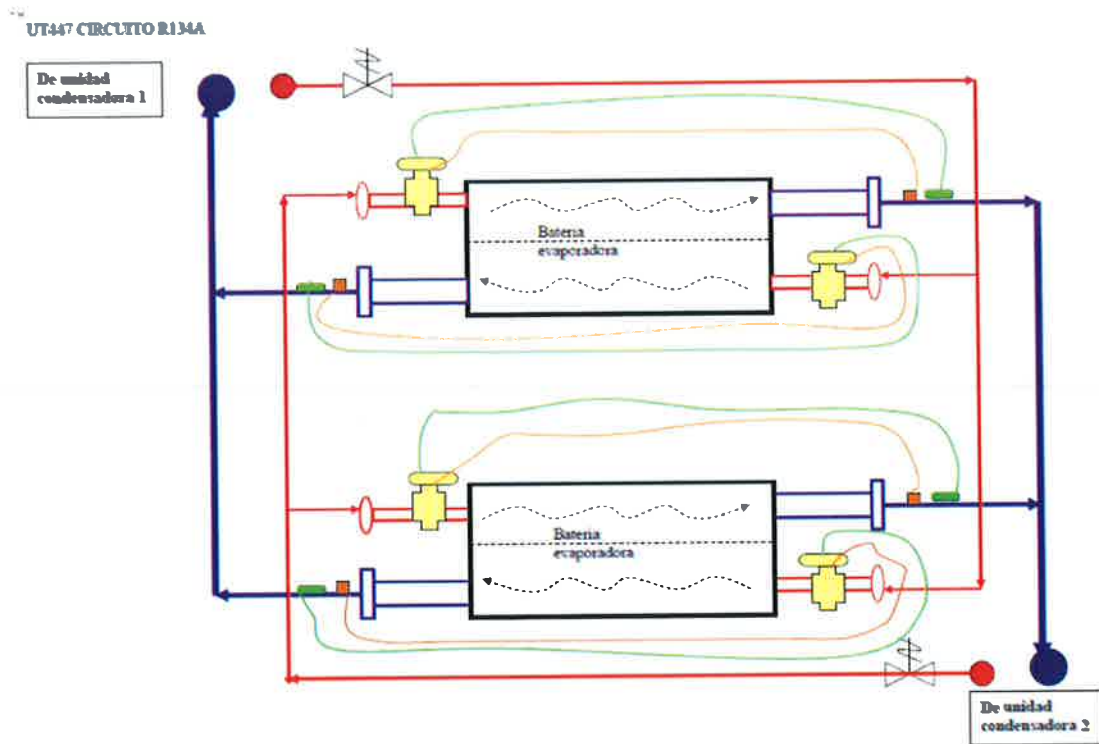 UT447 CIRCUITO R134A
De unidad
condensadora 1
Bateria
evaporadora
Bateria
evaporadora
De unidad
condensadora 2